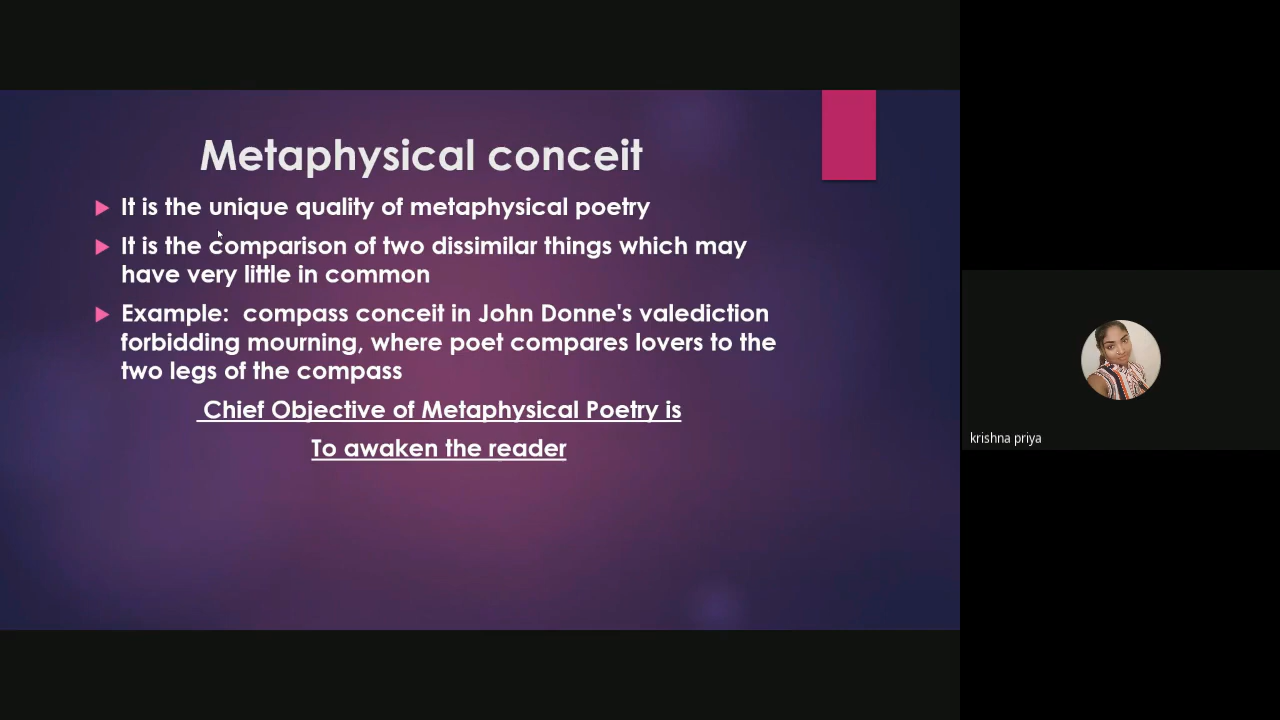 Metaphysical conceit
It is the unique quality of metaphysical poetry
It is the comparison of two dissimilar things which may
have very little in common
Example:  compass conceit in John Donne's valediction
forbidding mourning, where poet compares lovers to the
two legs of the compass
Chief Objective of Metaphysical Poetry is
To awaken the reader
krishna priya